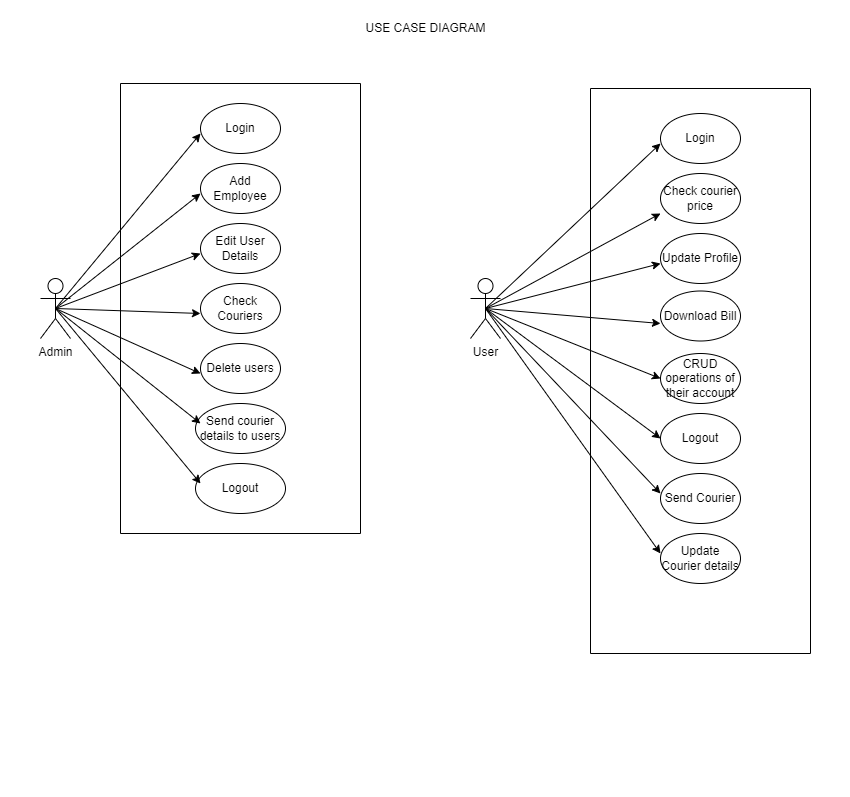 USE CASE DIAGRAM
Login
Add
Employee
Edit User
Details
Check
Couriers
Delete users
Send courier
details to users
Logout
Admin
Login
Check courier
price
Update Profile
Download Bill
CRUD
operations of
their account
Logout
Send Courier
Update
Courier details
User